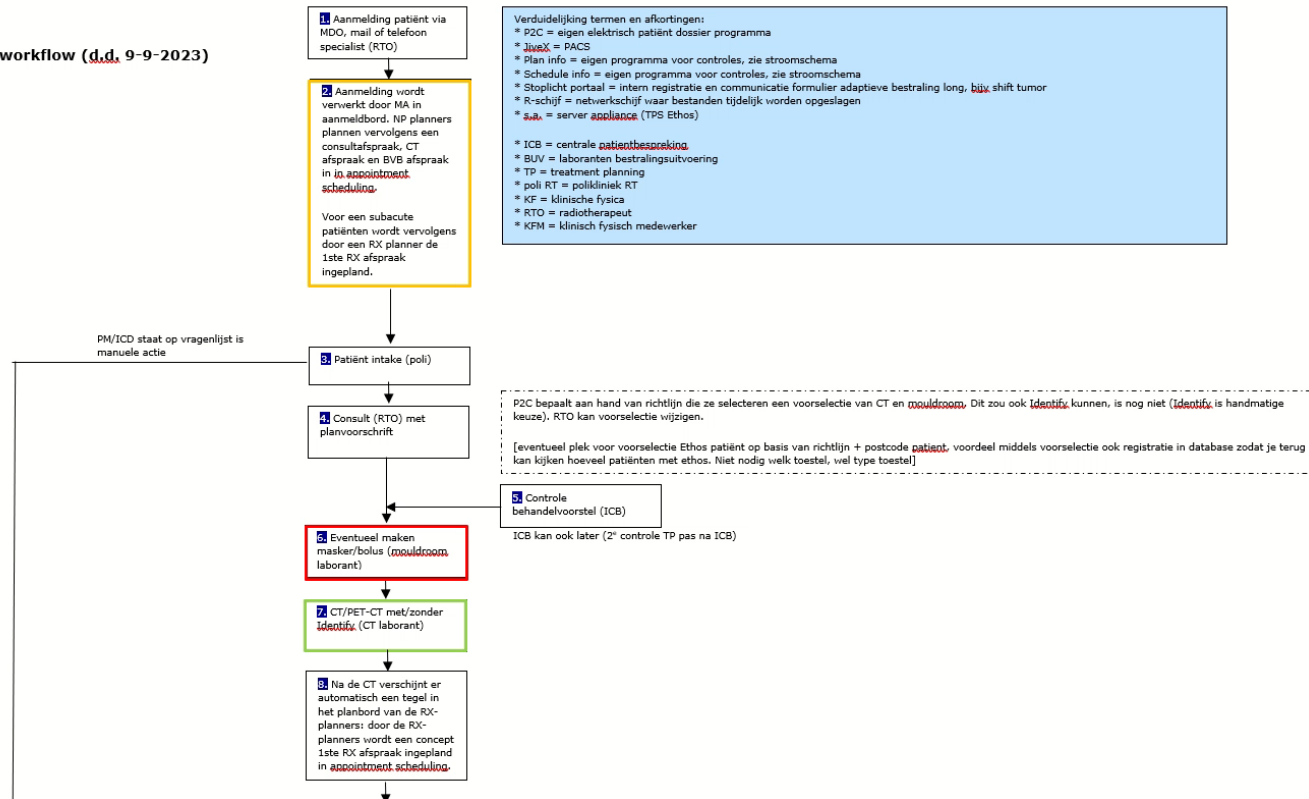 workflow (d.d. 9-9-2023)
1. Aanmelding patiënt via
MDO, mail of telefoon
specialist (RTO)
Verduidelijking termen en afkortingen:
* P2C = eigen elektrisch patiënt dossier programma
* JiveX = PACS
* Plan info = eigen programma voor controles, zie stroomschema
* Schedule info = eigen programma voor controles, zie stroomschema
* Stoplicht portaal = intern registratie en communicatie formulier adaptieve bestraling long, bijv shift tumor
* R-schijf = netwerkschijf waar bestanden tijdelijk worden opgeslagen
* s.a. = server appliance (TPS Ethos)
* ICB = centrale patientbespreking
* BUV = laboranten bestralingsuitvoering
* TP = treatment planning
* poli RT = polikliniek RT
* KF = klinische fysica
* RTO = radiotherapeut
* KFM = klinisch fysisch medewerker
2. Aanmelding wordt
verwerkt door MA in
aanmeldbord. NP planners
plannen vervolgens een
consultafspraak, CT
afspraak en BVB afspraak
in in appointment
scheduling.
Voor een subacute
patiënten wordt vervolgens
door een RX planner de
1ste RX afspraak
ingepland.
PM/ICD staat op vragenlijst is
manuele actie
3. Patiënt intake (poli)
4. Consult (RTO) met
planvoorschrift
P2C bepaalt aan hand van richtlijn die ze selecteren een voorselectie van CT en mouldroom. Dit zou ook Identify kunnen, is nog niet (Identify is handmatige
keuze). RTO kan voorselectie wijzigen.
[eventueel plek voor voorselectie Ethos patiënt op basis van richtlijn + postcode patient, voordeel middels voorselectie ook registratie in database zodat je terug
kan kijken hoeveel patiënten met ethos. Niet nodig welk toestel, wel type toestel]
5. Controle
behandelvoorstel (ICB)
ICB kan ook later (2e controle TP pas na ICB)
6. Eventueel maken
masker/bolus (mouldroom
laborant)
7. CT/PET-CT met/zonder
Identify (CT laborant)
8. Na de CT verschijnt er
automatisch een tegel in
het planbord van de RX-
planners: door de RX-
planners wordt een concept
1ste RX afspraak ingepland
in appointment scheduling.